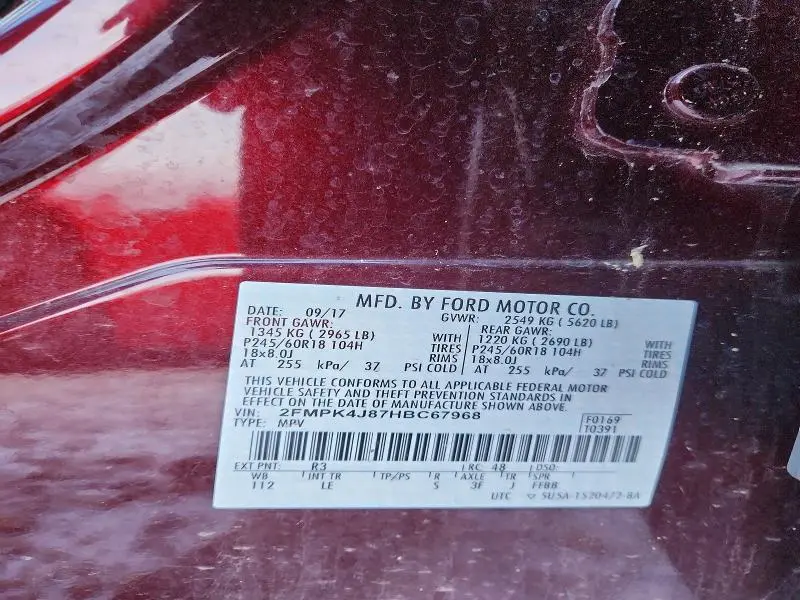 MFD. BY FORD MOTOR CO.
DATE: 09/17 GVWR: 2549 KG ( 5620 LB)
FRONT GAWR: REAR GAWR:
1345 KG ( 2965 LB) WITH 1220 KG ( 2690 LB) WITH
P245/60R18 104H TIRES P245/60R18 104H TIRES
18x8.0J RIMS 18x8.0J RIMS
AT 255 kPa/ 37 PSI COLD AT 255 kPa/ 37 PSI COLD
THIS VEHICLE CONFORMS TO ALL APPLICABLE FEDERAL MOTOR
VEHICLE SAFETY AND THEFT PREVENTION STANDARDS IN
EFFECT ON THE DATE OF MANUFACTURE SHOWN ABOVE.
VIN: 2FMPK4J87HBC67968 F0169
TYPE: MPV T0391
EXT PNT: R3 RC: 48 DSO:
WB INT TR TP/PS R AXLE TR SPR
112 LE 5 3F J FFBB
UTC SU5A-1520472-BA